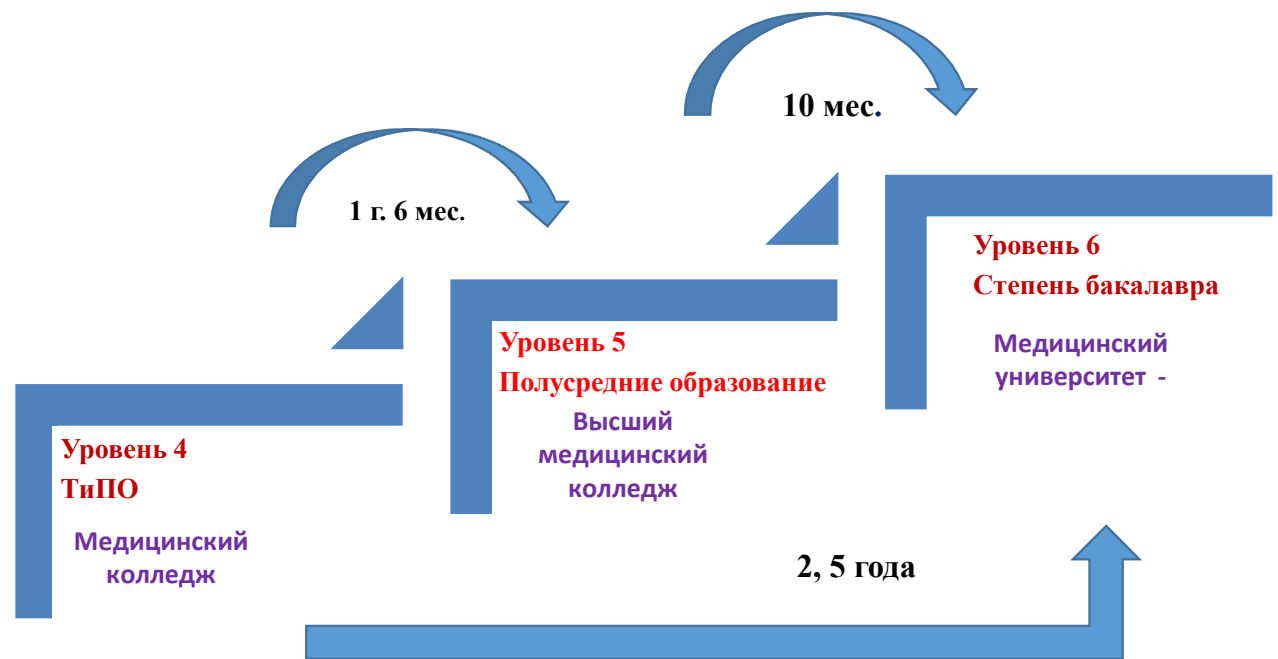 10 мес.
1 г. 6 мес.
Уровень 6
Степень бакалавра
Медицинский
университет -
Уровень 5
Полусредние образование
Высший
медицинский
колледж
Уровень 4
ТиПО
Медицинский
колледж
2, 5 года